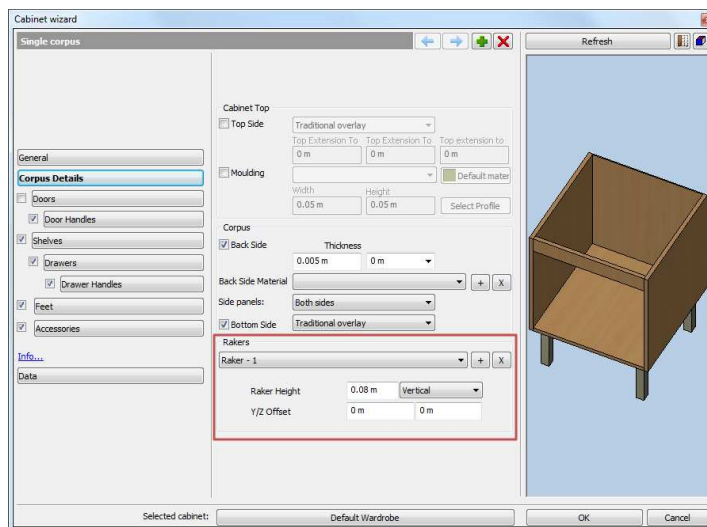 Cabinet wizard
Single corpus
Refresh
Cabinet Top
Top Side
Traditional overlay
Top Extension To Top Extension To Top extension to
0 m 0 m 0 m
General
Moulding
Default mater
Corpus Details
Width Height
Doors
0.05 m 0.05 m Select Profile
Door Handles
Corpus
Shelves
Back Side Thickness
Drawers
0.005 m 0 m
Drawer Handles
Back Side Material + X
Feet
Side panels: Both sides
Accessories
Bottom Side Traditional overlay
Rakers
Info...
Raker - 1 + X
Data
Raker Height 0.08 m Vertical
Y/Z Offset 0 m 0 m
Selected cabinet: Default Wardrobe OK Cancel